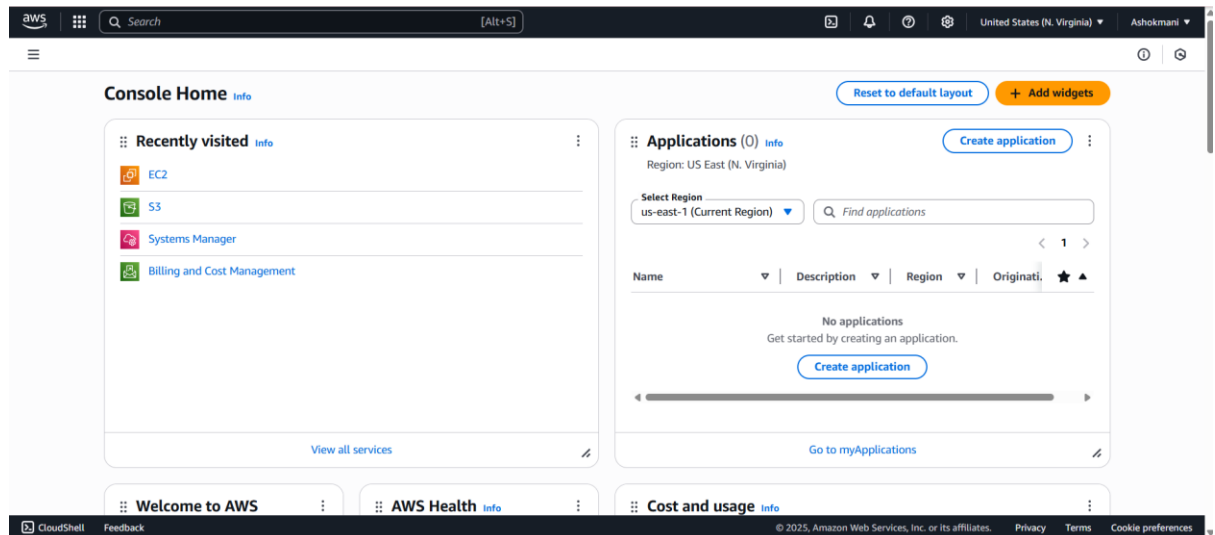 aws Search [Alt+S] United States (N. Virginia) Ashokmani
Console Home Info Reset to default layout + Add widgets
Recently visited Info
EC2
S3
Systems Manager
Billing and Cost Management
View all services
Applications (0) Info Create application
Region: US East (N. Virginia)
Select Region
us-east-1 (Current Region) Find applications
1
Name Description Region Originati.
No applications
Get started by creating an application.
Create application
Go to myApplications
Welcome to AWS AWS Health Info Cost and usage Info
CloudShell Feedback © 2025, Amazon Web Services, Inc. or its affiliates. Privacy Terms Cookie preferences